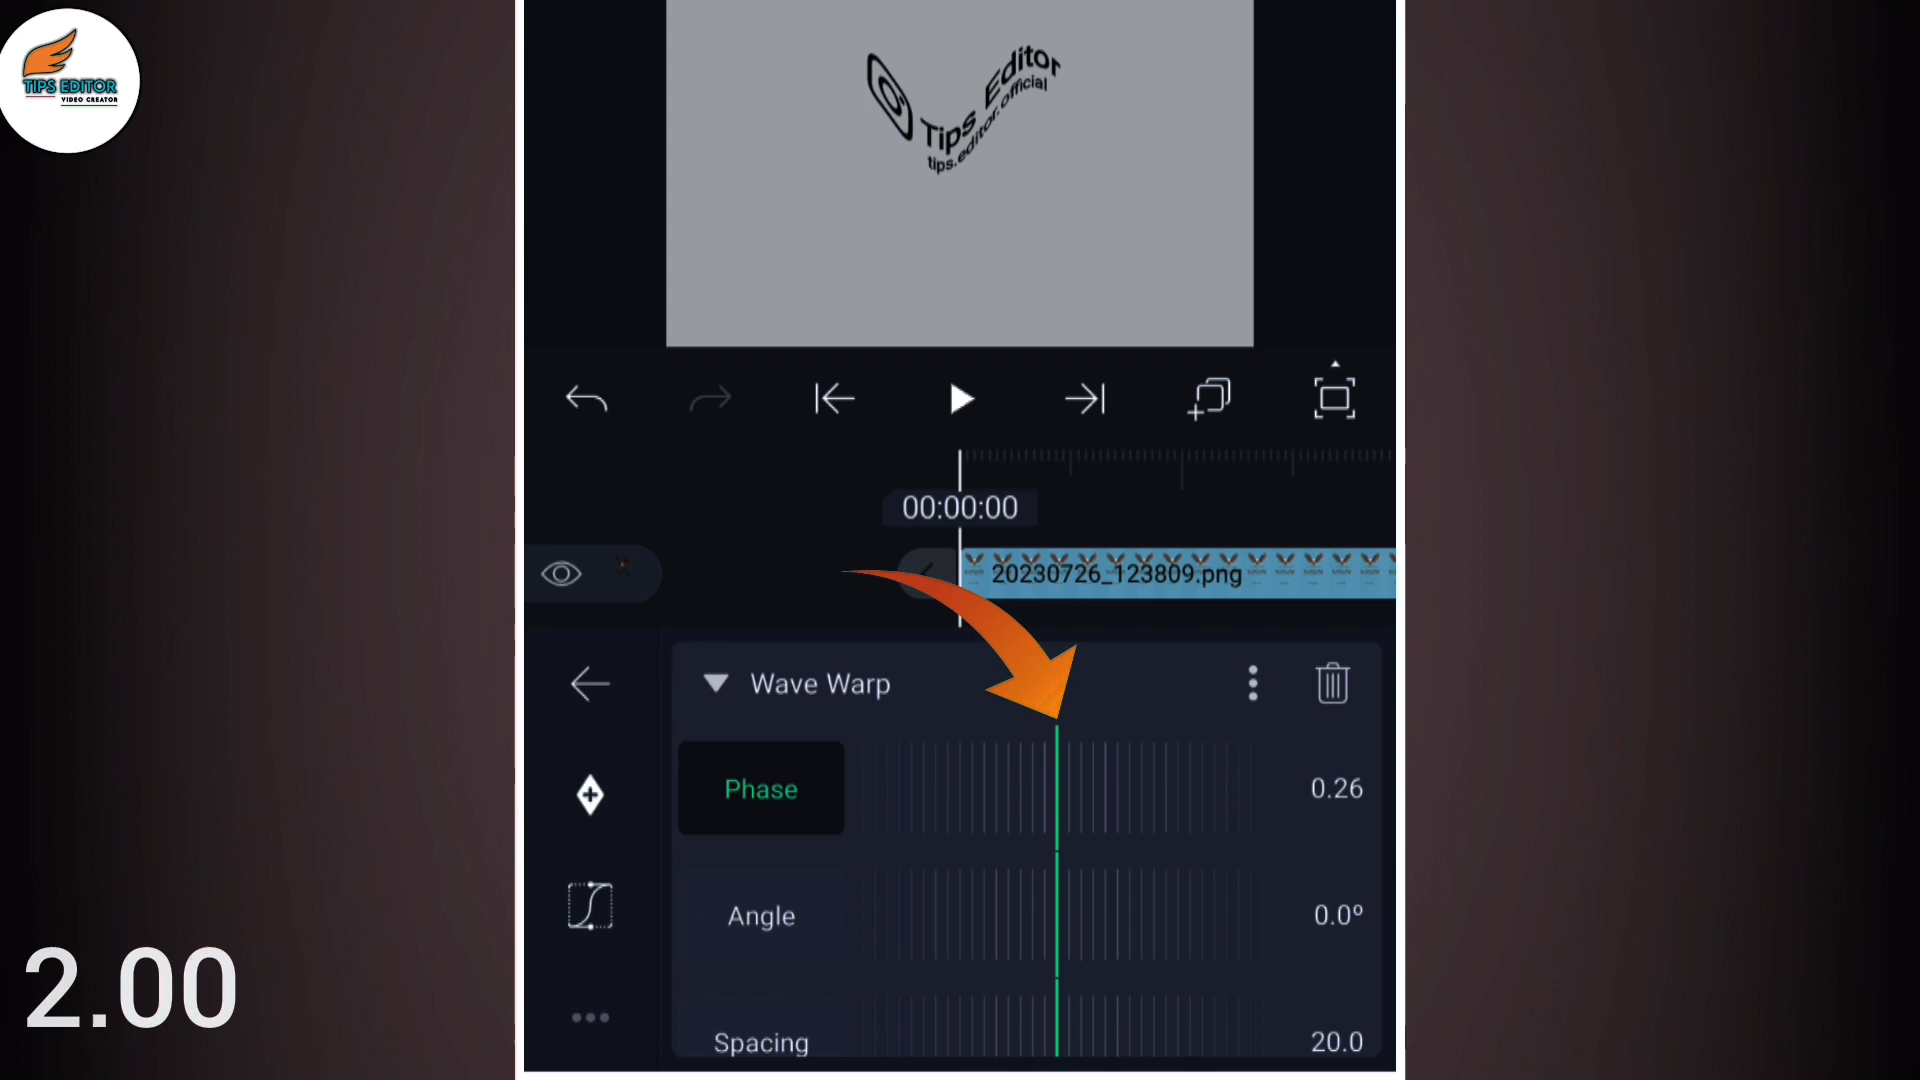 TIPS EDITOR
VIDEO CREATOR
Tips Editor
tips.editor.official
00:00:00
20230726_123809.png
Wave Warp
Phase
0.26
Angle
0.0º
Spacing
20.0
2.00